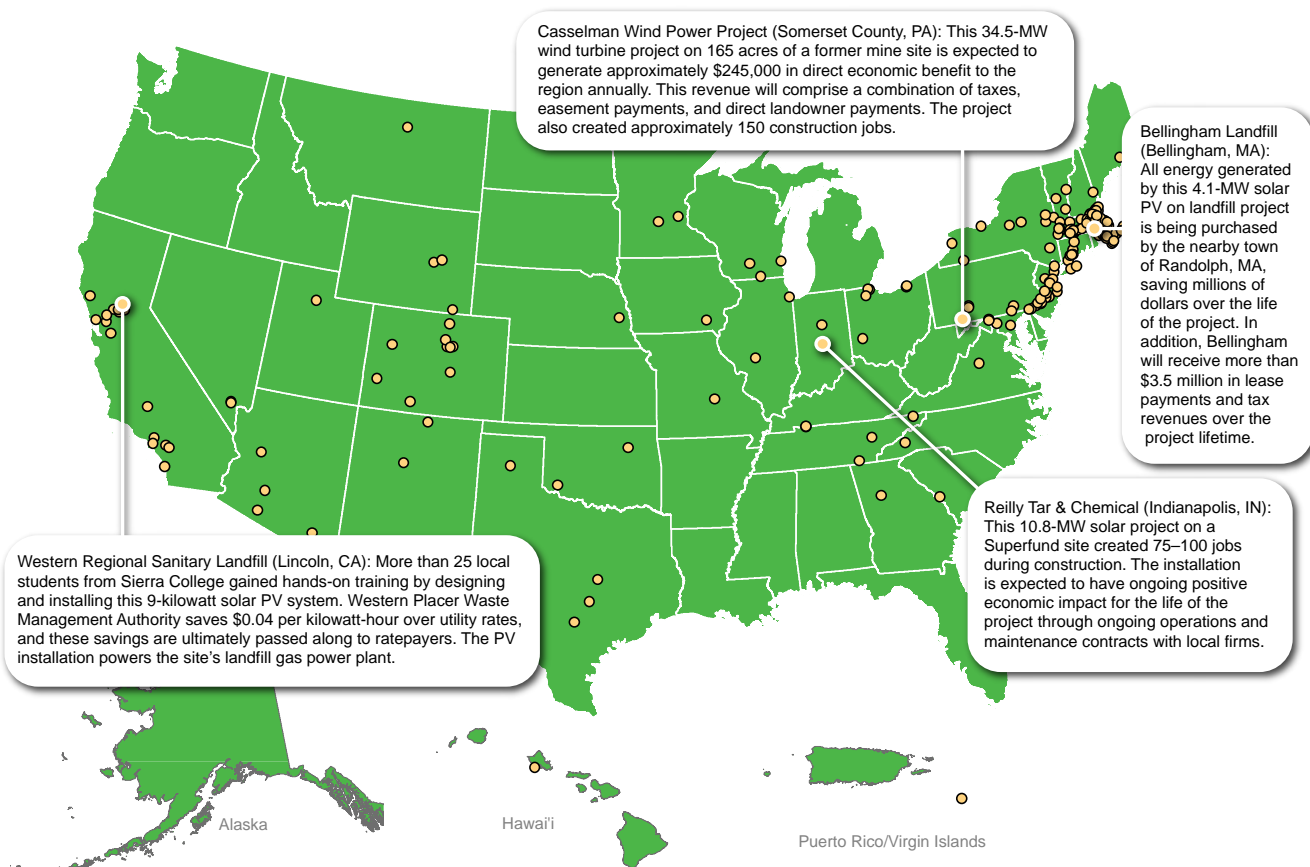 Casselman Wind Power Project (Somerset County, PA): This 34.5-MW
wind turbine project on 165 acres of a former mine site is expected to
generate approximately $245,000 in direct economic benefit to the
region annually. This revenue will comprise a combination of taxes,
easement payments, and direct landowner payments. The project
also created approximately 150 construction jobs.
Bellingham Landfill
(Bellingham, MA):
All energy generated
by this 4.1-MW solar
PV on landfill project
is being purchased
by the nearby town
of Randolph, MA,
saving millions of
dollars over the life
of the project. In
addition, Bellingham
will receive more than
$3.5 million in lease
payments and tax
revenues over the
project lifetime.
Reilly Tar & Chemical (Indianapolis, IN):
This 10.8-MW solar project on a
Superfund site created 75–100 jobs
during construction. The installation
is expected to have ongoing positive
economic impact for the life of the
project through ongoing operations and
maintenance contracts with local firms.
Western Regional Sanitary Landfill (Lincoln, CA): More than 25 local
students from Sierra College gained hands-on training by designing
and installing this 9-kilowatt solar PV system. Western Placer Waste
Management Authority saves $0.04 per kilowatt-hour over utility rates,
and these savings are ultimately passed along to ratepayers. The PV
installation powers the site's landfill gas power plant.
Alaska
Hawai'i
Puerto Rico/Virgin Islands